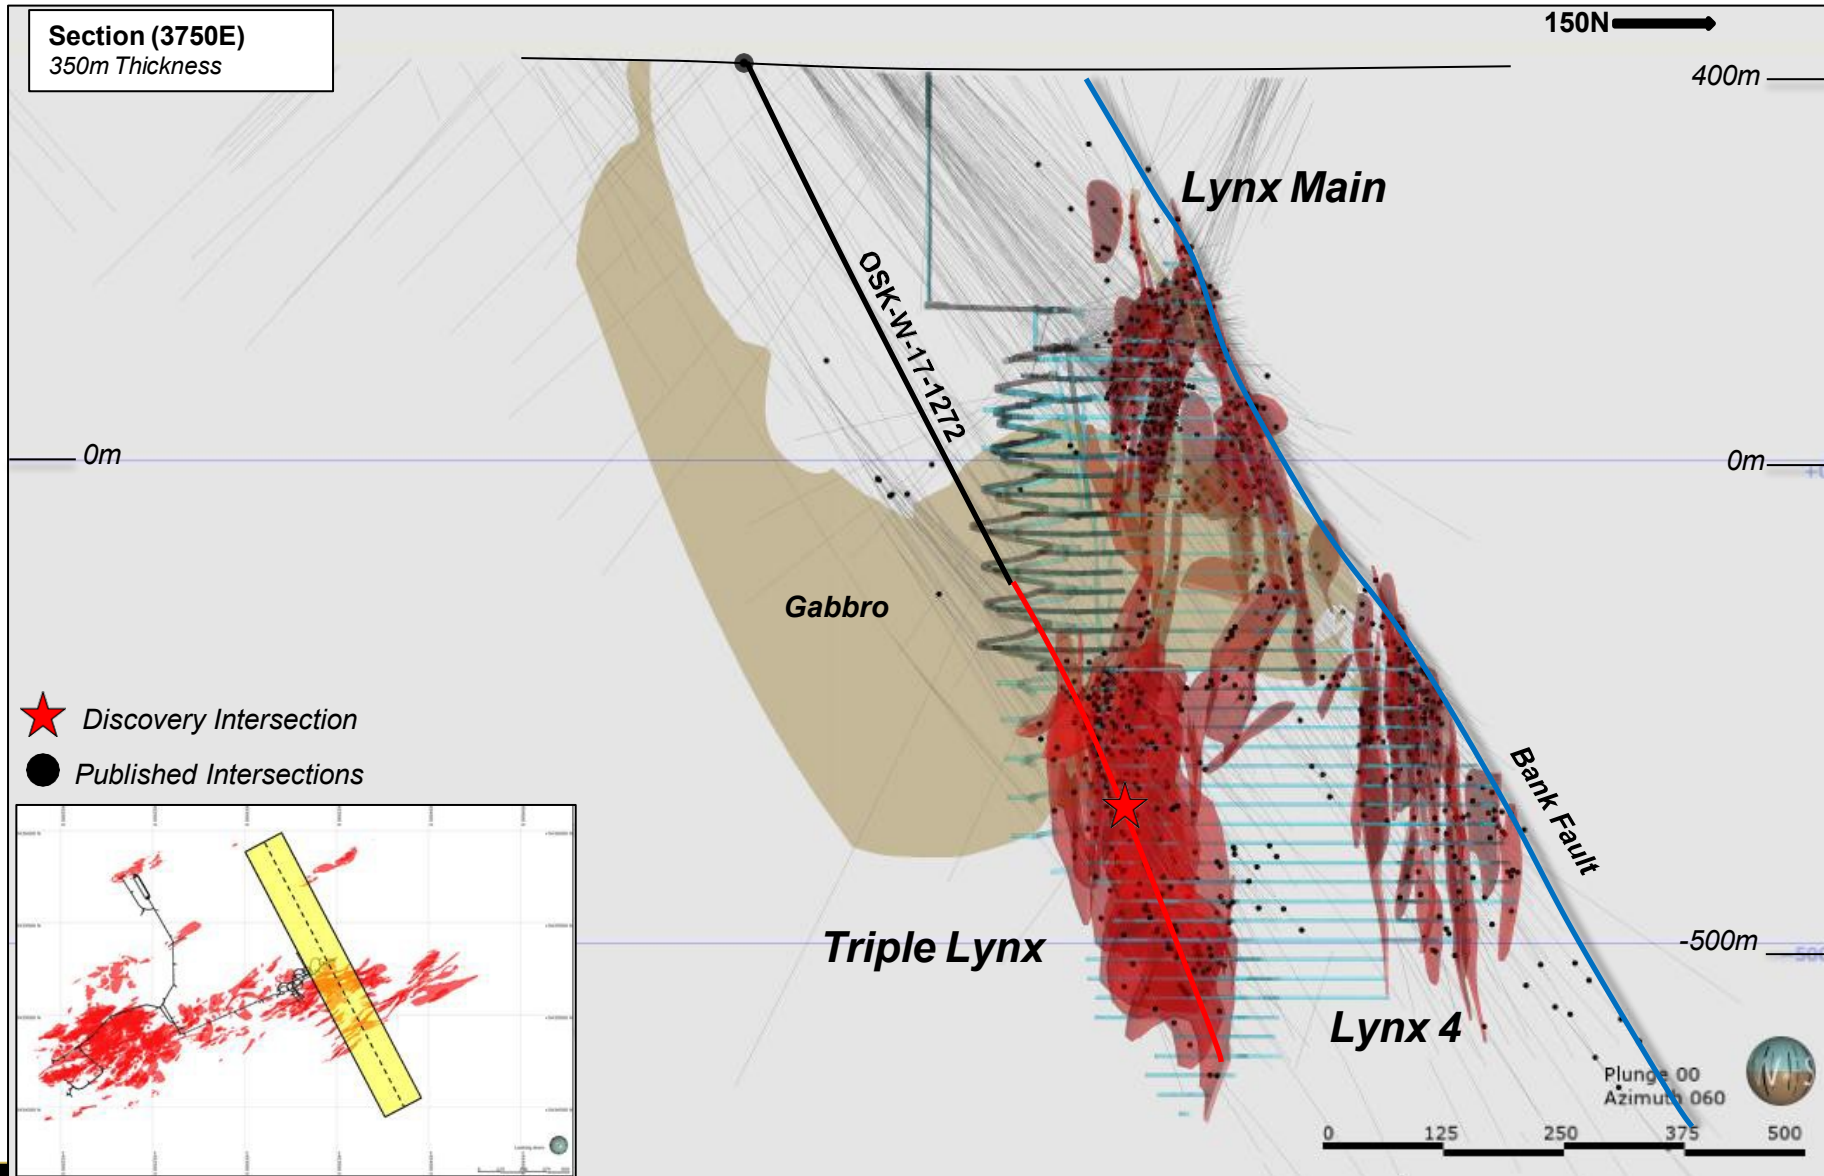 Section (3750E)
350m Thickness
150N
400m
Lynx Main
OSK-W-17-1272
0m
0m
Gabbro
Discovery Intersection
Published Intersections
Bank Fault
Triple Lynx
-500m
Lynx 4
Plunge 00
Azimuth 060
0 125 250 375 500